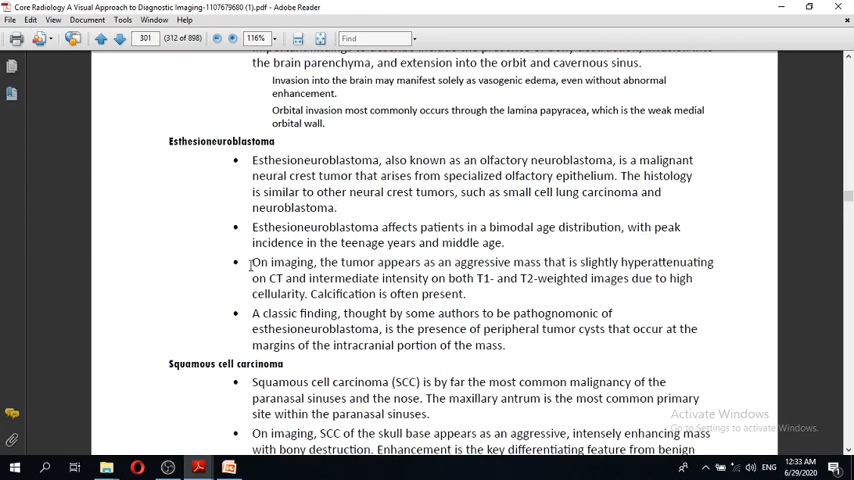 Core Radiology A Visual Approach to Diagnostic Imaging-1107679680 (1).pdf - Adobe Reader
File Edit View Document Tools Window Help
301 (312 of 898) 116% Find
the brain parenchyma, and extension into the orbit and cavernous sinus.
Invasion into the brain may manifest solely as vasogenic edema, even without abnormal
enhancement.
Orbital invasion most commonly occurs through the lamina papyracea, which is the weak medial
orbital wall.
Esthesioneuroblastoma
• Esthesioneuroblastoma, also known as an olfactory neuroblastoma, is a malignant
neural crest tumor that arises from specialized olfactory epithelium. The histology
is similar to other neural crest tumors, such as small cell lung carcinoma and
neuroblastoma.
• Esthesioneuroblastoma affects patients in a bimodal age distribution, with peak
incidence in the teenage years and middle age.
• On imaging, the tumor appears as an aggressive mass that is slightly hyperattenuating
on CT and intermediate intensity on both T1- and T2-weighted images due to high
cellularity. Calcification is often present.
• A classic finding, thought by some authors to be pathognomonic of
esthesioneuroblastoma, is the presence of peripheral tumor cysts that occur at the
margins of the intracranial portion of the mass.
Squamous cell carcinoma
• Squamous cell carcinoma (SCC) is by far the most common malignancy of the
paranasal sinuses and the nose. The maxillary antrum is the most common primary
site within the paranasal sinuses.
• On imaging, SCC of the skull base appears as an aggressive, intensely enhancing mass
with bony destruction. Enhancement is the key differentiating feature from benign
Activate Windows
Go to Settings to activate Windows.
ENG
12:33 AM
6/29/2020